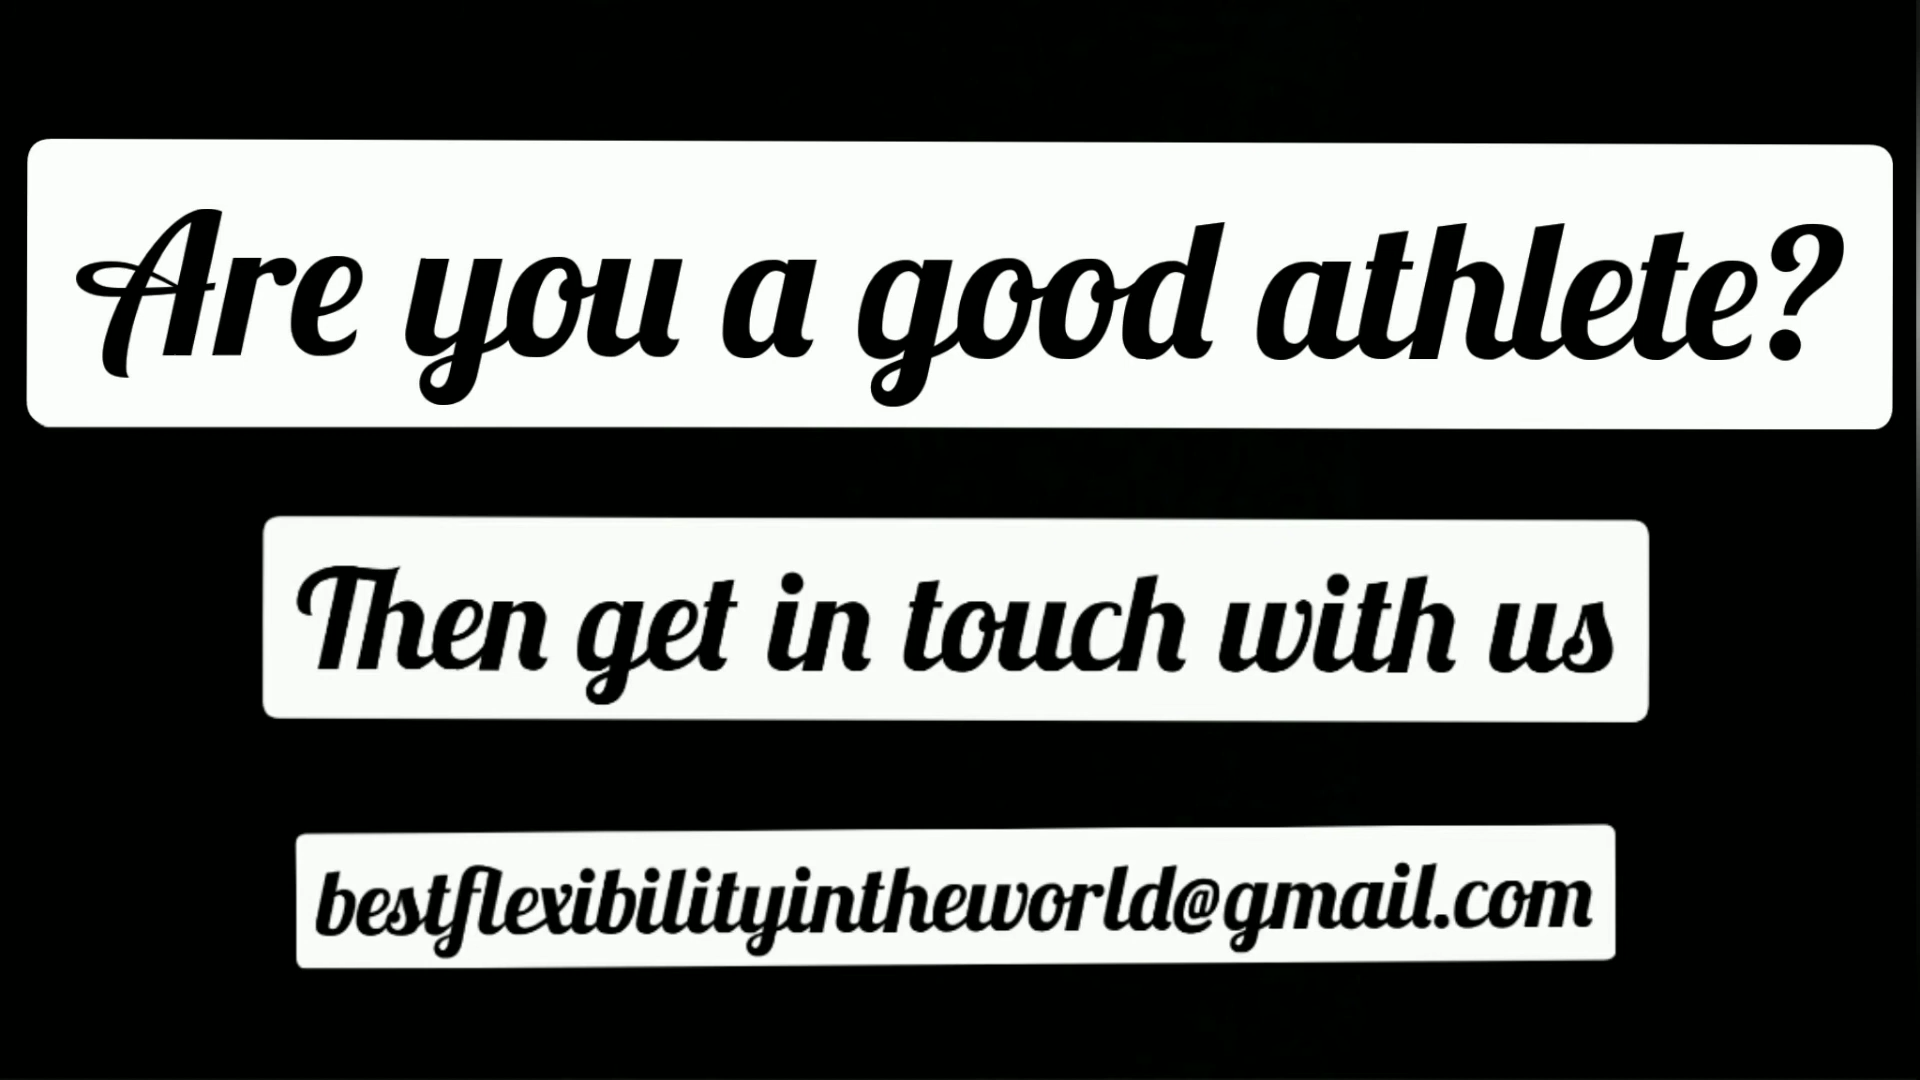 Are you a good athlete?
Then get in touch with us
bestflexibilityintheworld@gmail.com